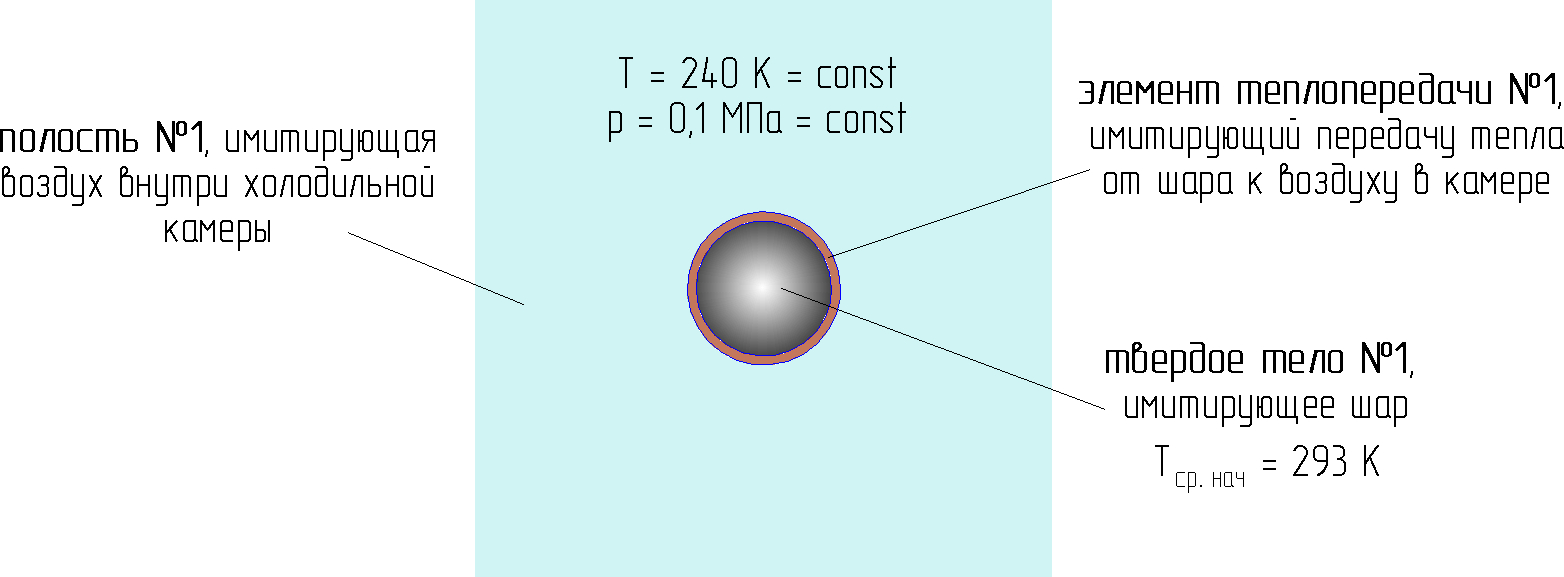 T = 240 К = const
p = 0,1 МПа = const
полость №1, имитирующая
воздух внутри холодильной
камеры
элемент теплопередачи №1,
имитирующий передачу тепла
от шара к воздуху в камере
твердое тело №1,
имитирующее шар
Tср. нач = 293 К